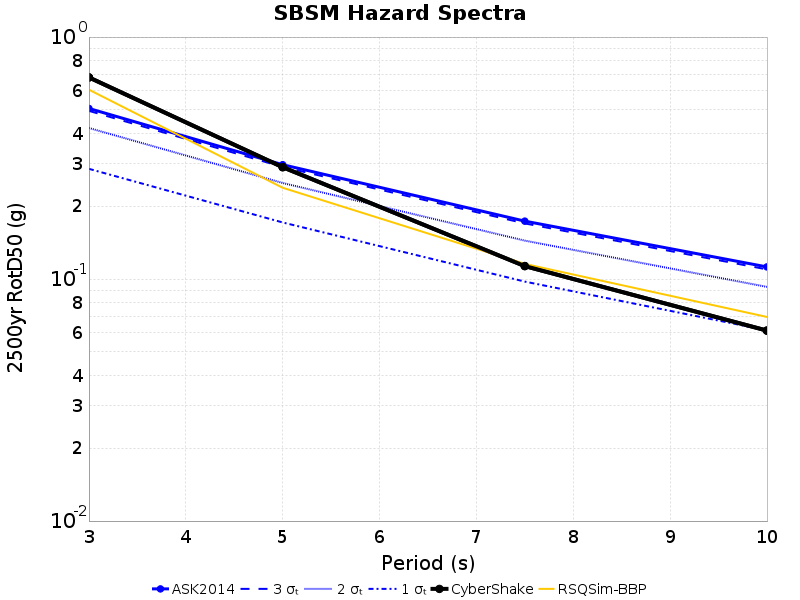 SBSM Hazard Spectra
10^0
8
6
4
3
2
10^-1
8
6
4
3
2
10^-2
2500yr RotD50 (g)
3 4 5 6 7 8 9 10
Period (s)
ASK2014 3 σₜ 2 σₜ 1 σₜ CyberShake RSQSim-BBP